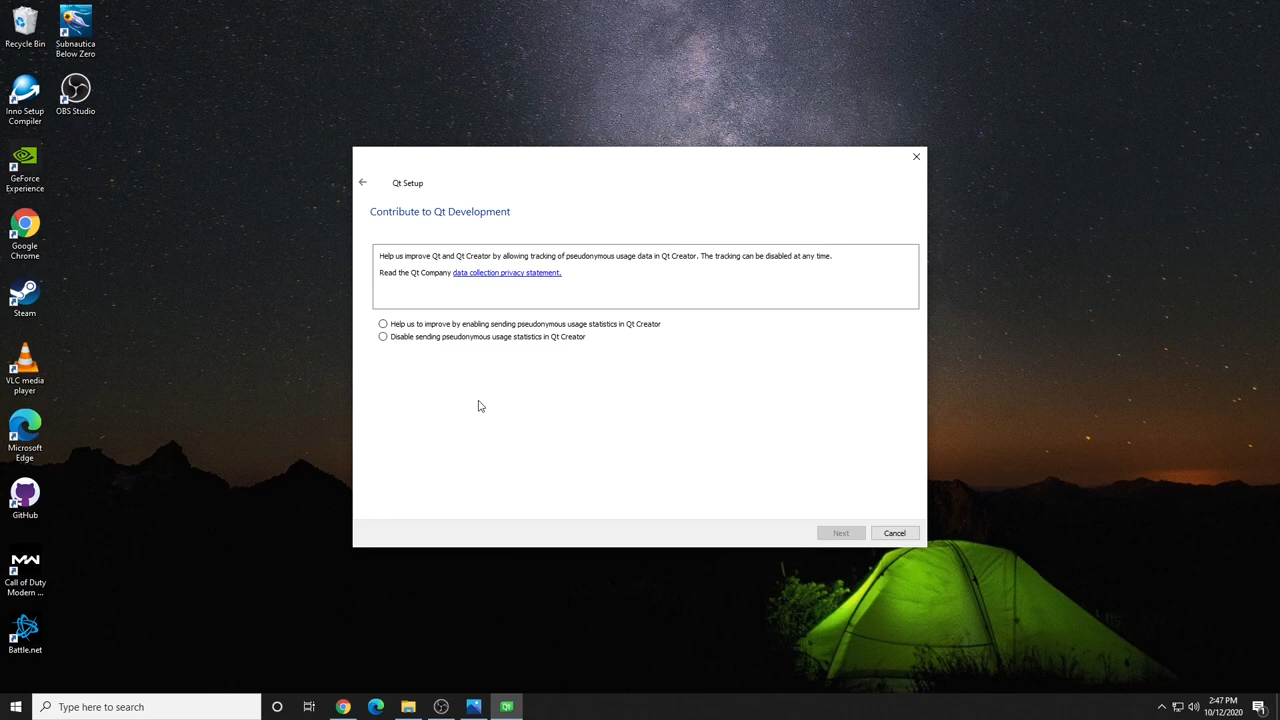 Recycle Bin
Subnautica
Below Zero
Inno Setup
Compiler
OBS Studio
GeForce
Experience
Google
Chrome
Steam
VLC media
player
Microsoft
Edge
GitHub
Call of Duty
Modern ...
Battle.net
Qt Setup
Contribute to Qt Development
Help us improve Qt and Qt Creator by allowing tracking of pseudonymous usage data in Qt Creator. The tracking can be disabled at any time.
Read the Qt Company data collection privacy statement.
Help us to improve by enabling sending pseudonymous usage statistics in Qt Creator
Disable sending pseudonymous usage statistics in Qt Creator
Next
Cancel
Type here to search
Qt
2:47 PM
10/12/2020
1